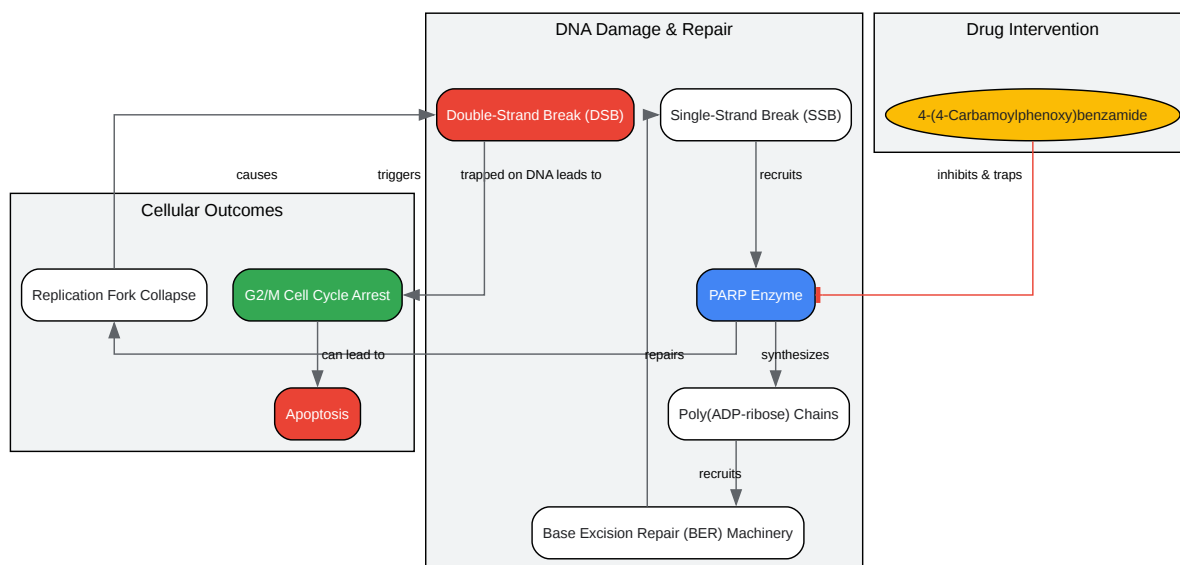 DNA Damage & Repair
Drug Intervention
Double-Strand Break (DSB)
Single-Strand Break (SSB)
4-(4-Carbamoylphenoxy)benzamide
causes
triggers
trapped on DNA leads to
recruits
inhibits & traps
Cellular Outcomes
Replication Fork Collapse
G2/M Cell Cycle Arrest
PARP Enzyme
can lead to
repairs
synthesizes
Apoptosis
Poly(ADP-ribose) Chains
recruits
Base Excision Repair (BER) Machinery